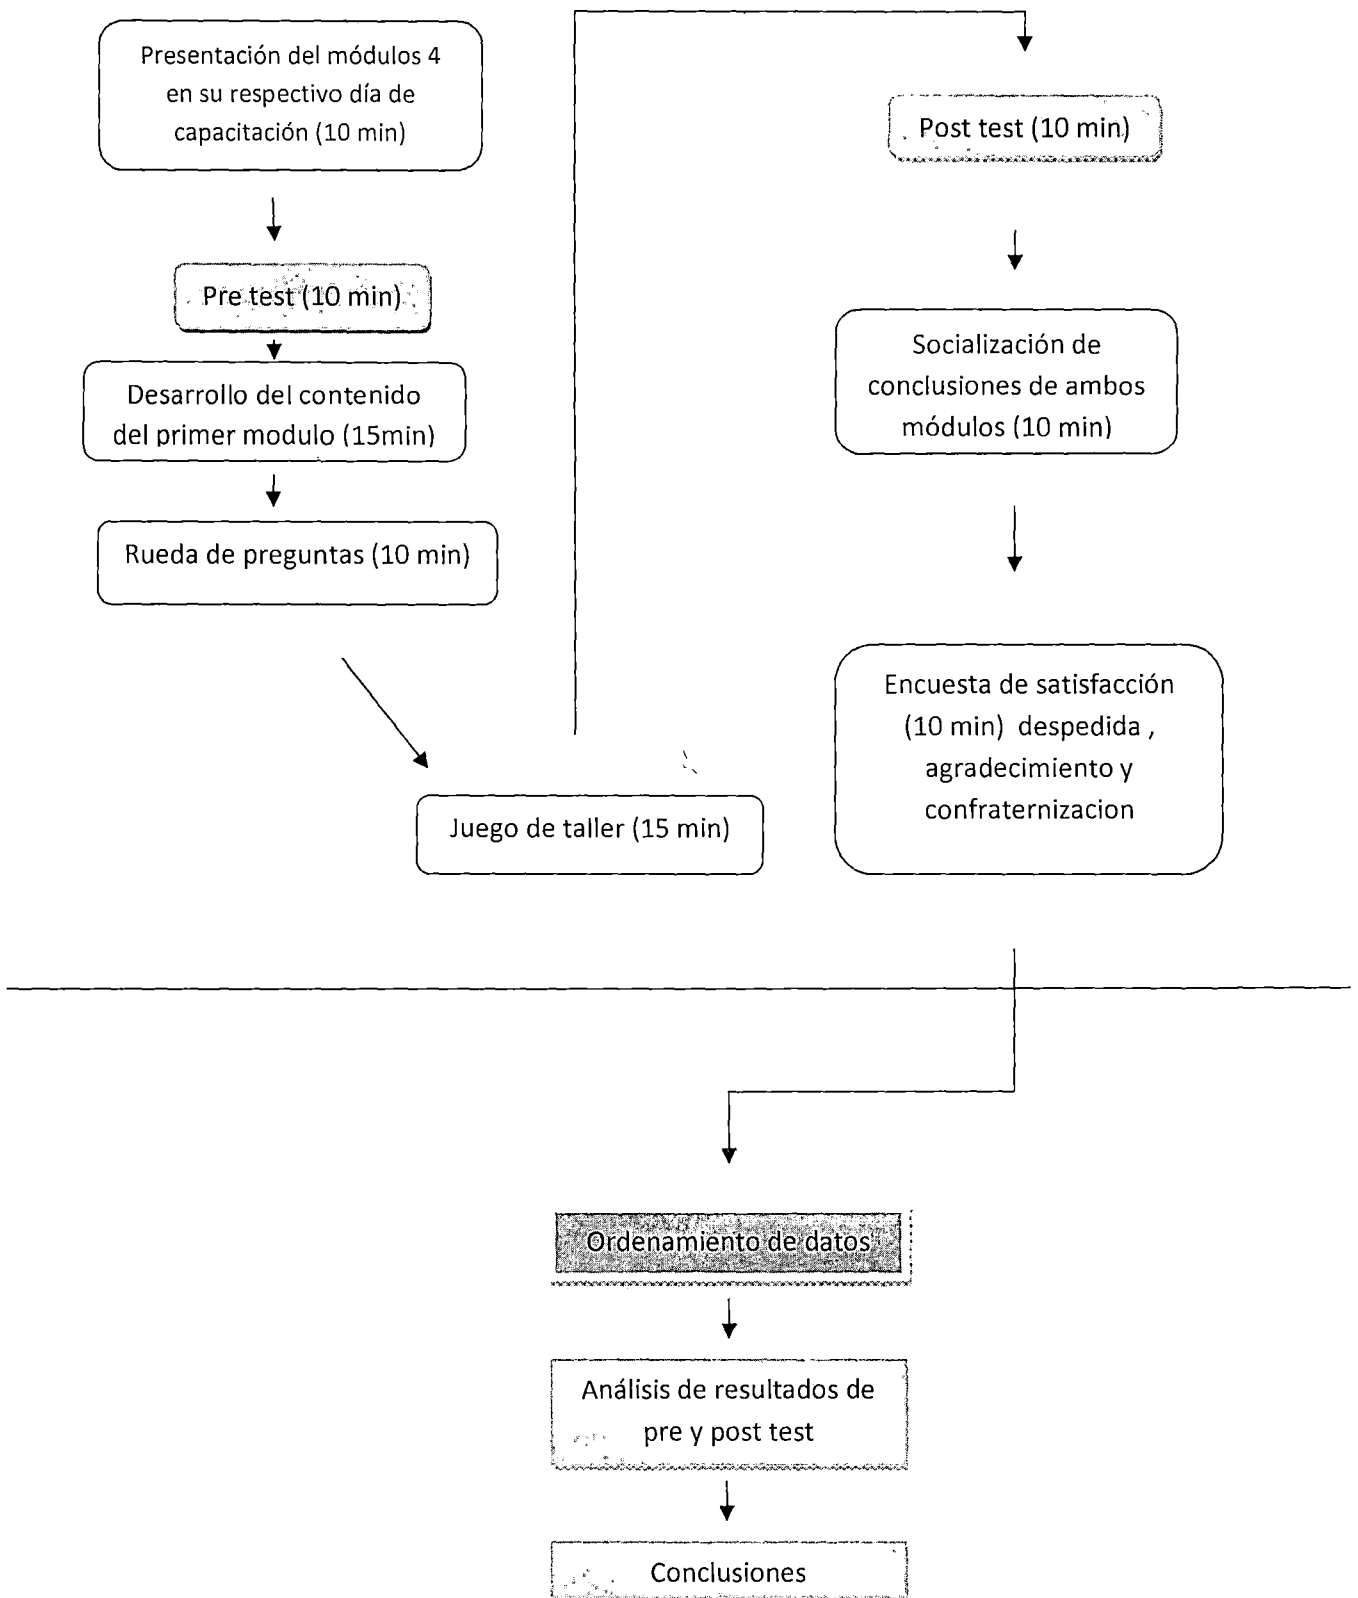 Presentación del módulos 4
en su respectivo día de
capacitación (10 min)
Pre test (10 min)
Desarrollo del contenido
del primer modulo (15min)
Rueda de preguntas (10 min)
Juego de taller (15 min)
Post test (10 min)
Socialización de
conclusiones de ambos
módulos (10 min)
Encuesta de satisfacción
(10 min) despedida ,
agradecimiento y
confraternizacion
Ordenamiento de datos
Análisis de resultados de
pre y post test
Conclusiones